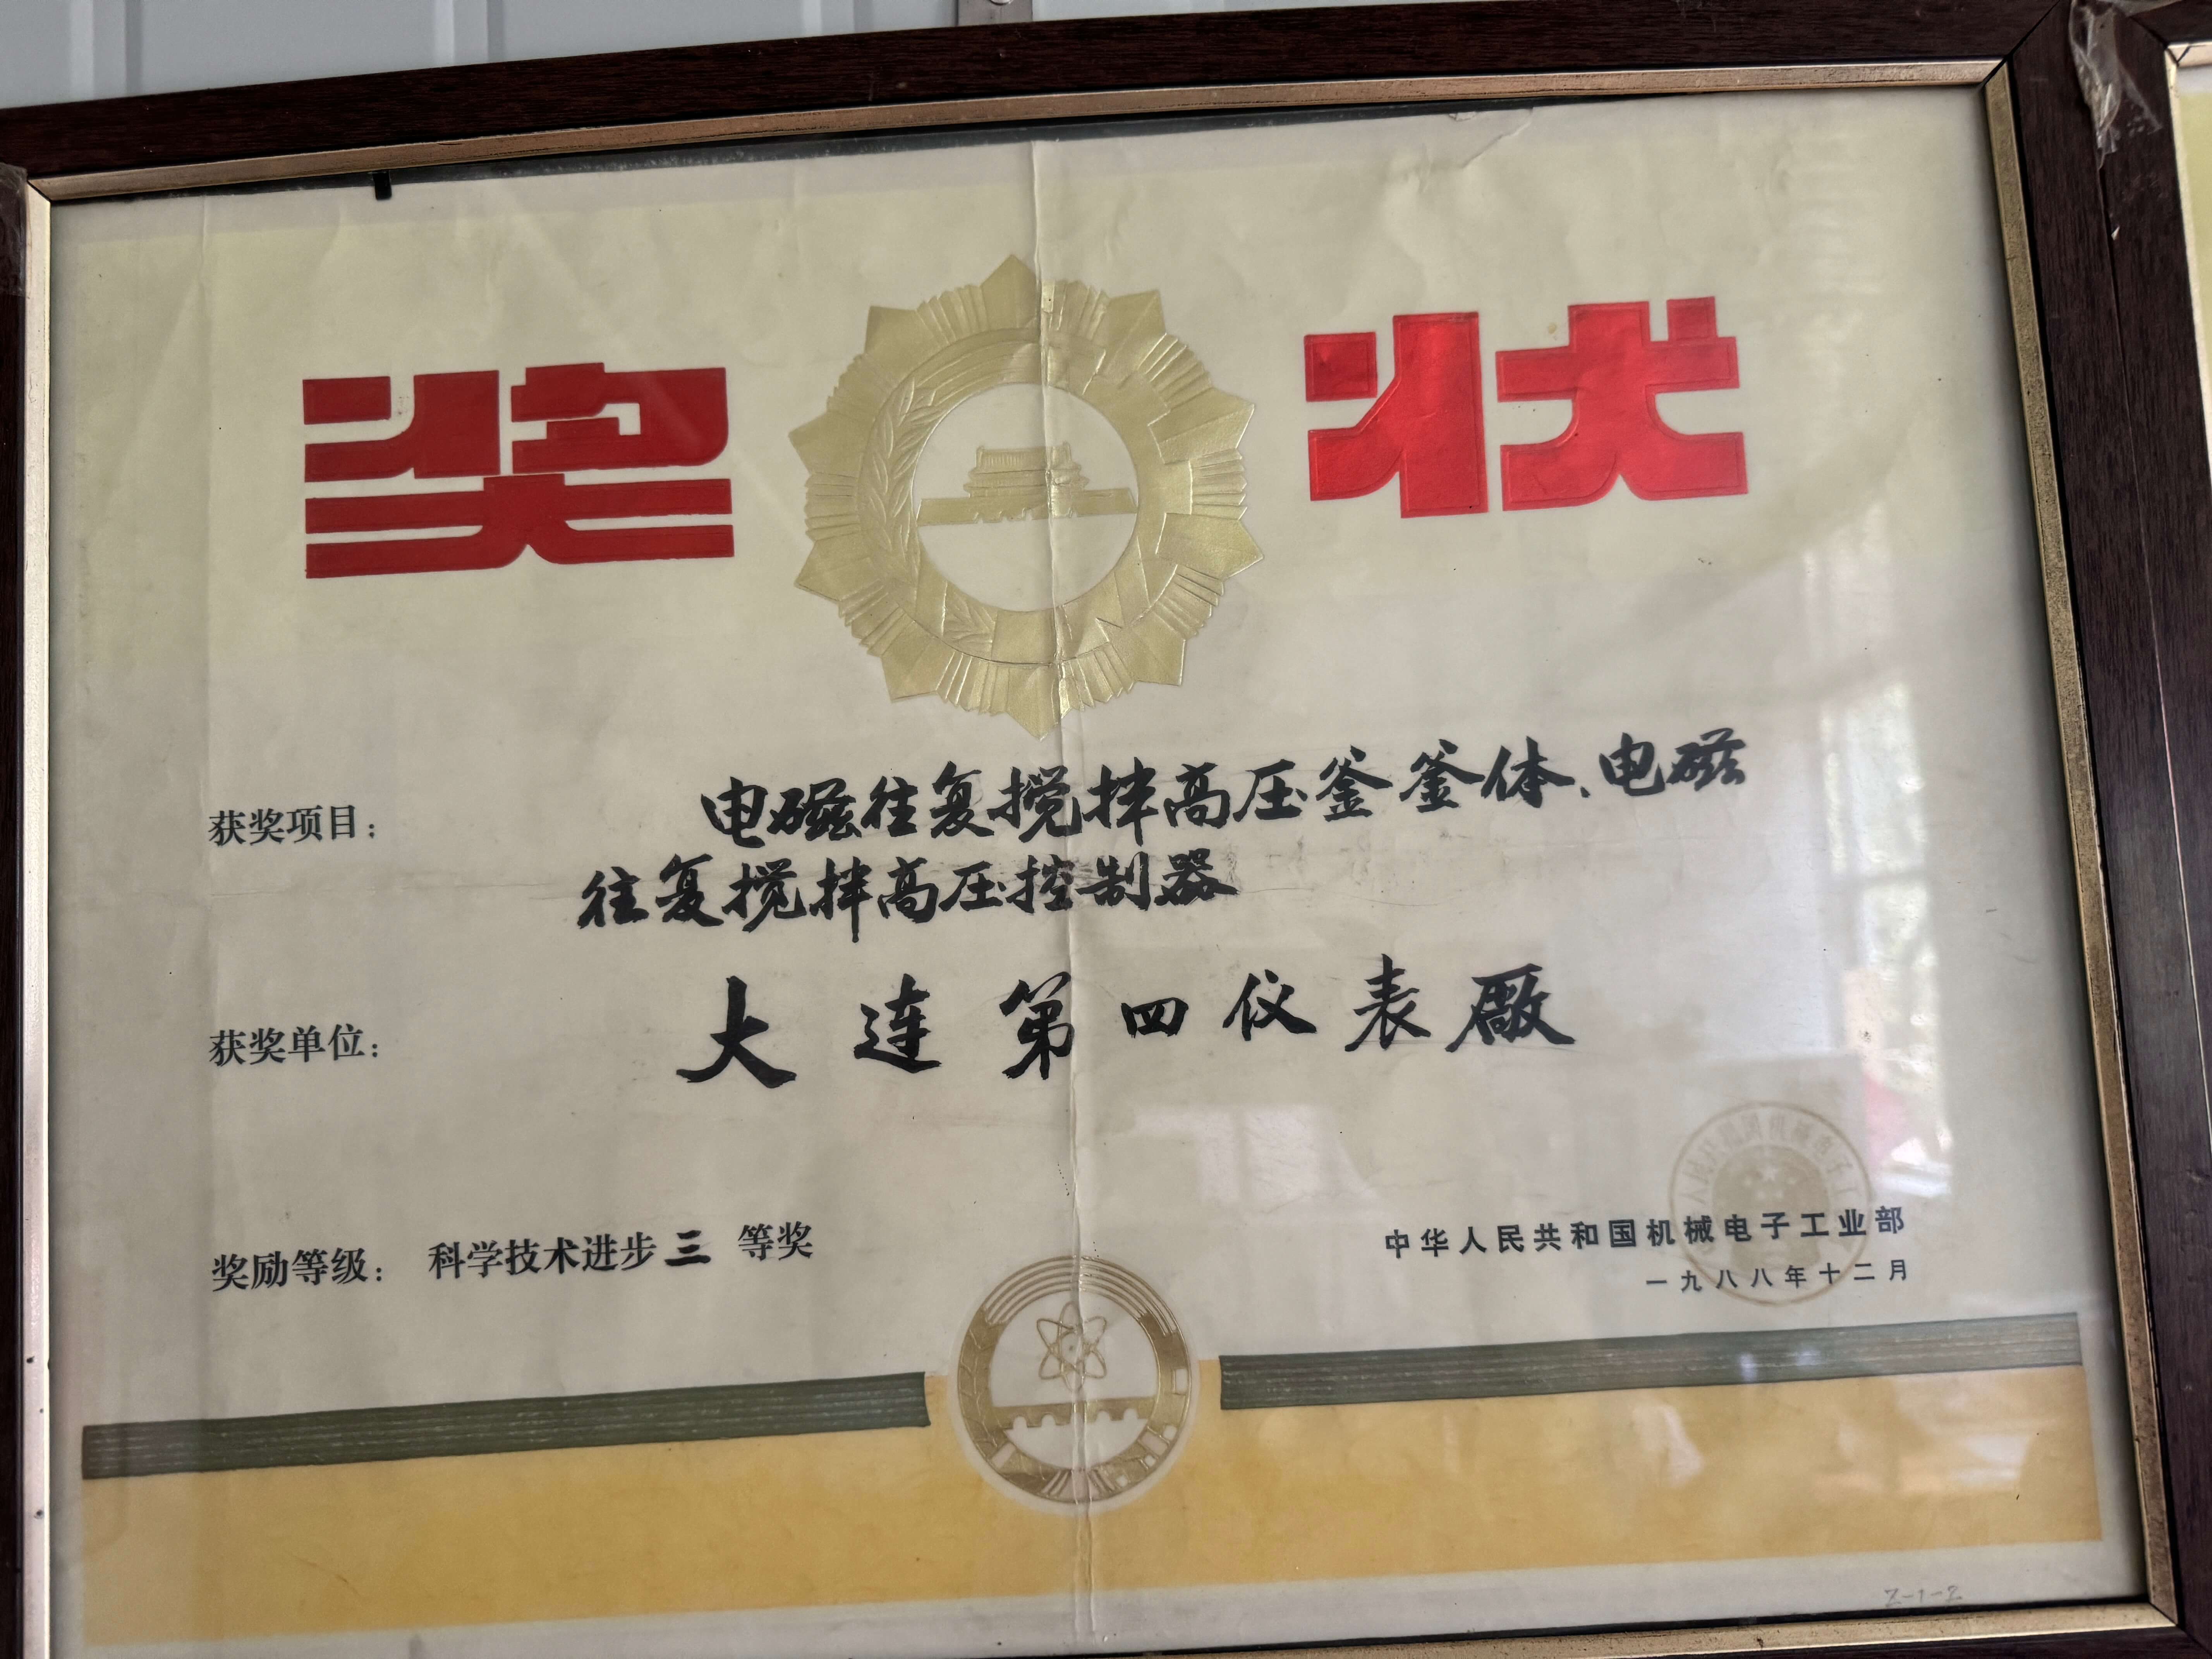 奖状
获奖项目：电磁往复搅拌高压釜釜体、电磁
往复搅拌高压控制器
获奖单位：大连第四仪表厰
奖励等级：科学技术进步三等奖
中华人民共和国机械电子工业部
一九八八年十二月
Z-1-2